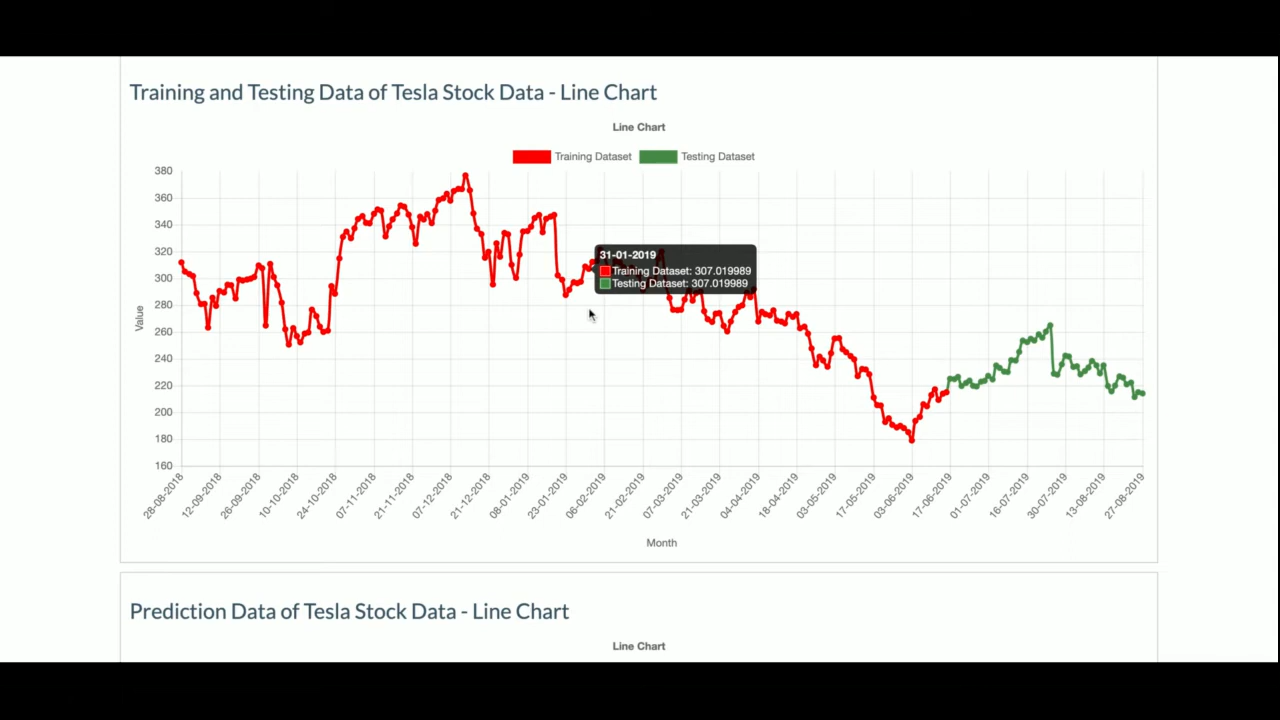 Training and Testing Data of Tesla Stock Data - Line Chart
Line Chart
Training Dataset Testing Dataset
380
360
340
320
300
280
260
240
220
200
180
160
Value
31-01-2019
Training Dataset: 307.019989
Testing Dataset: 307.019989
28-08-2018 12-09-2018 26-09-2018 10-10-2018 24-10-2018 07-11-2018 21-11-2018 07-12-2018 21-12-2018 08-01-2019 23-01-2019 06-02-2019 21-02-2019 07-03-2019 21-03-2019 04-04-2019 18-04-2019 03-05-2019 17-05-2019 03-06-2019 17-06-2019 01-07-2019 16-07-2019 30-07-2019 13-08-2019 27-08-2019
Month
Prediction Data of Tesla Stock Data - Line Chart
Line Chart